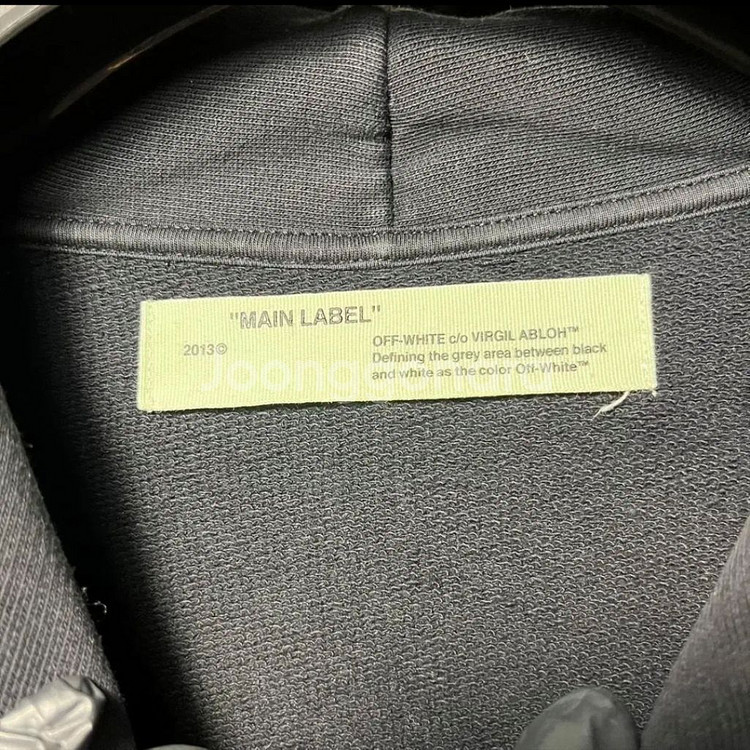 "MAIN LABEL"
2013©
OFF-WHITE c/o VIRGIL ABLOH™
Defining the grey area between black
and white as the color Off-White™